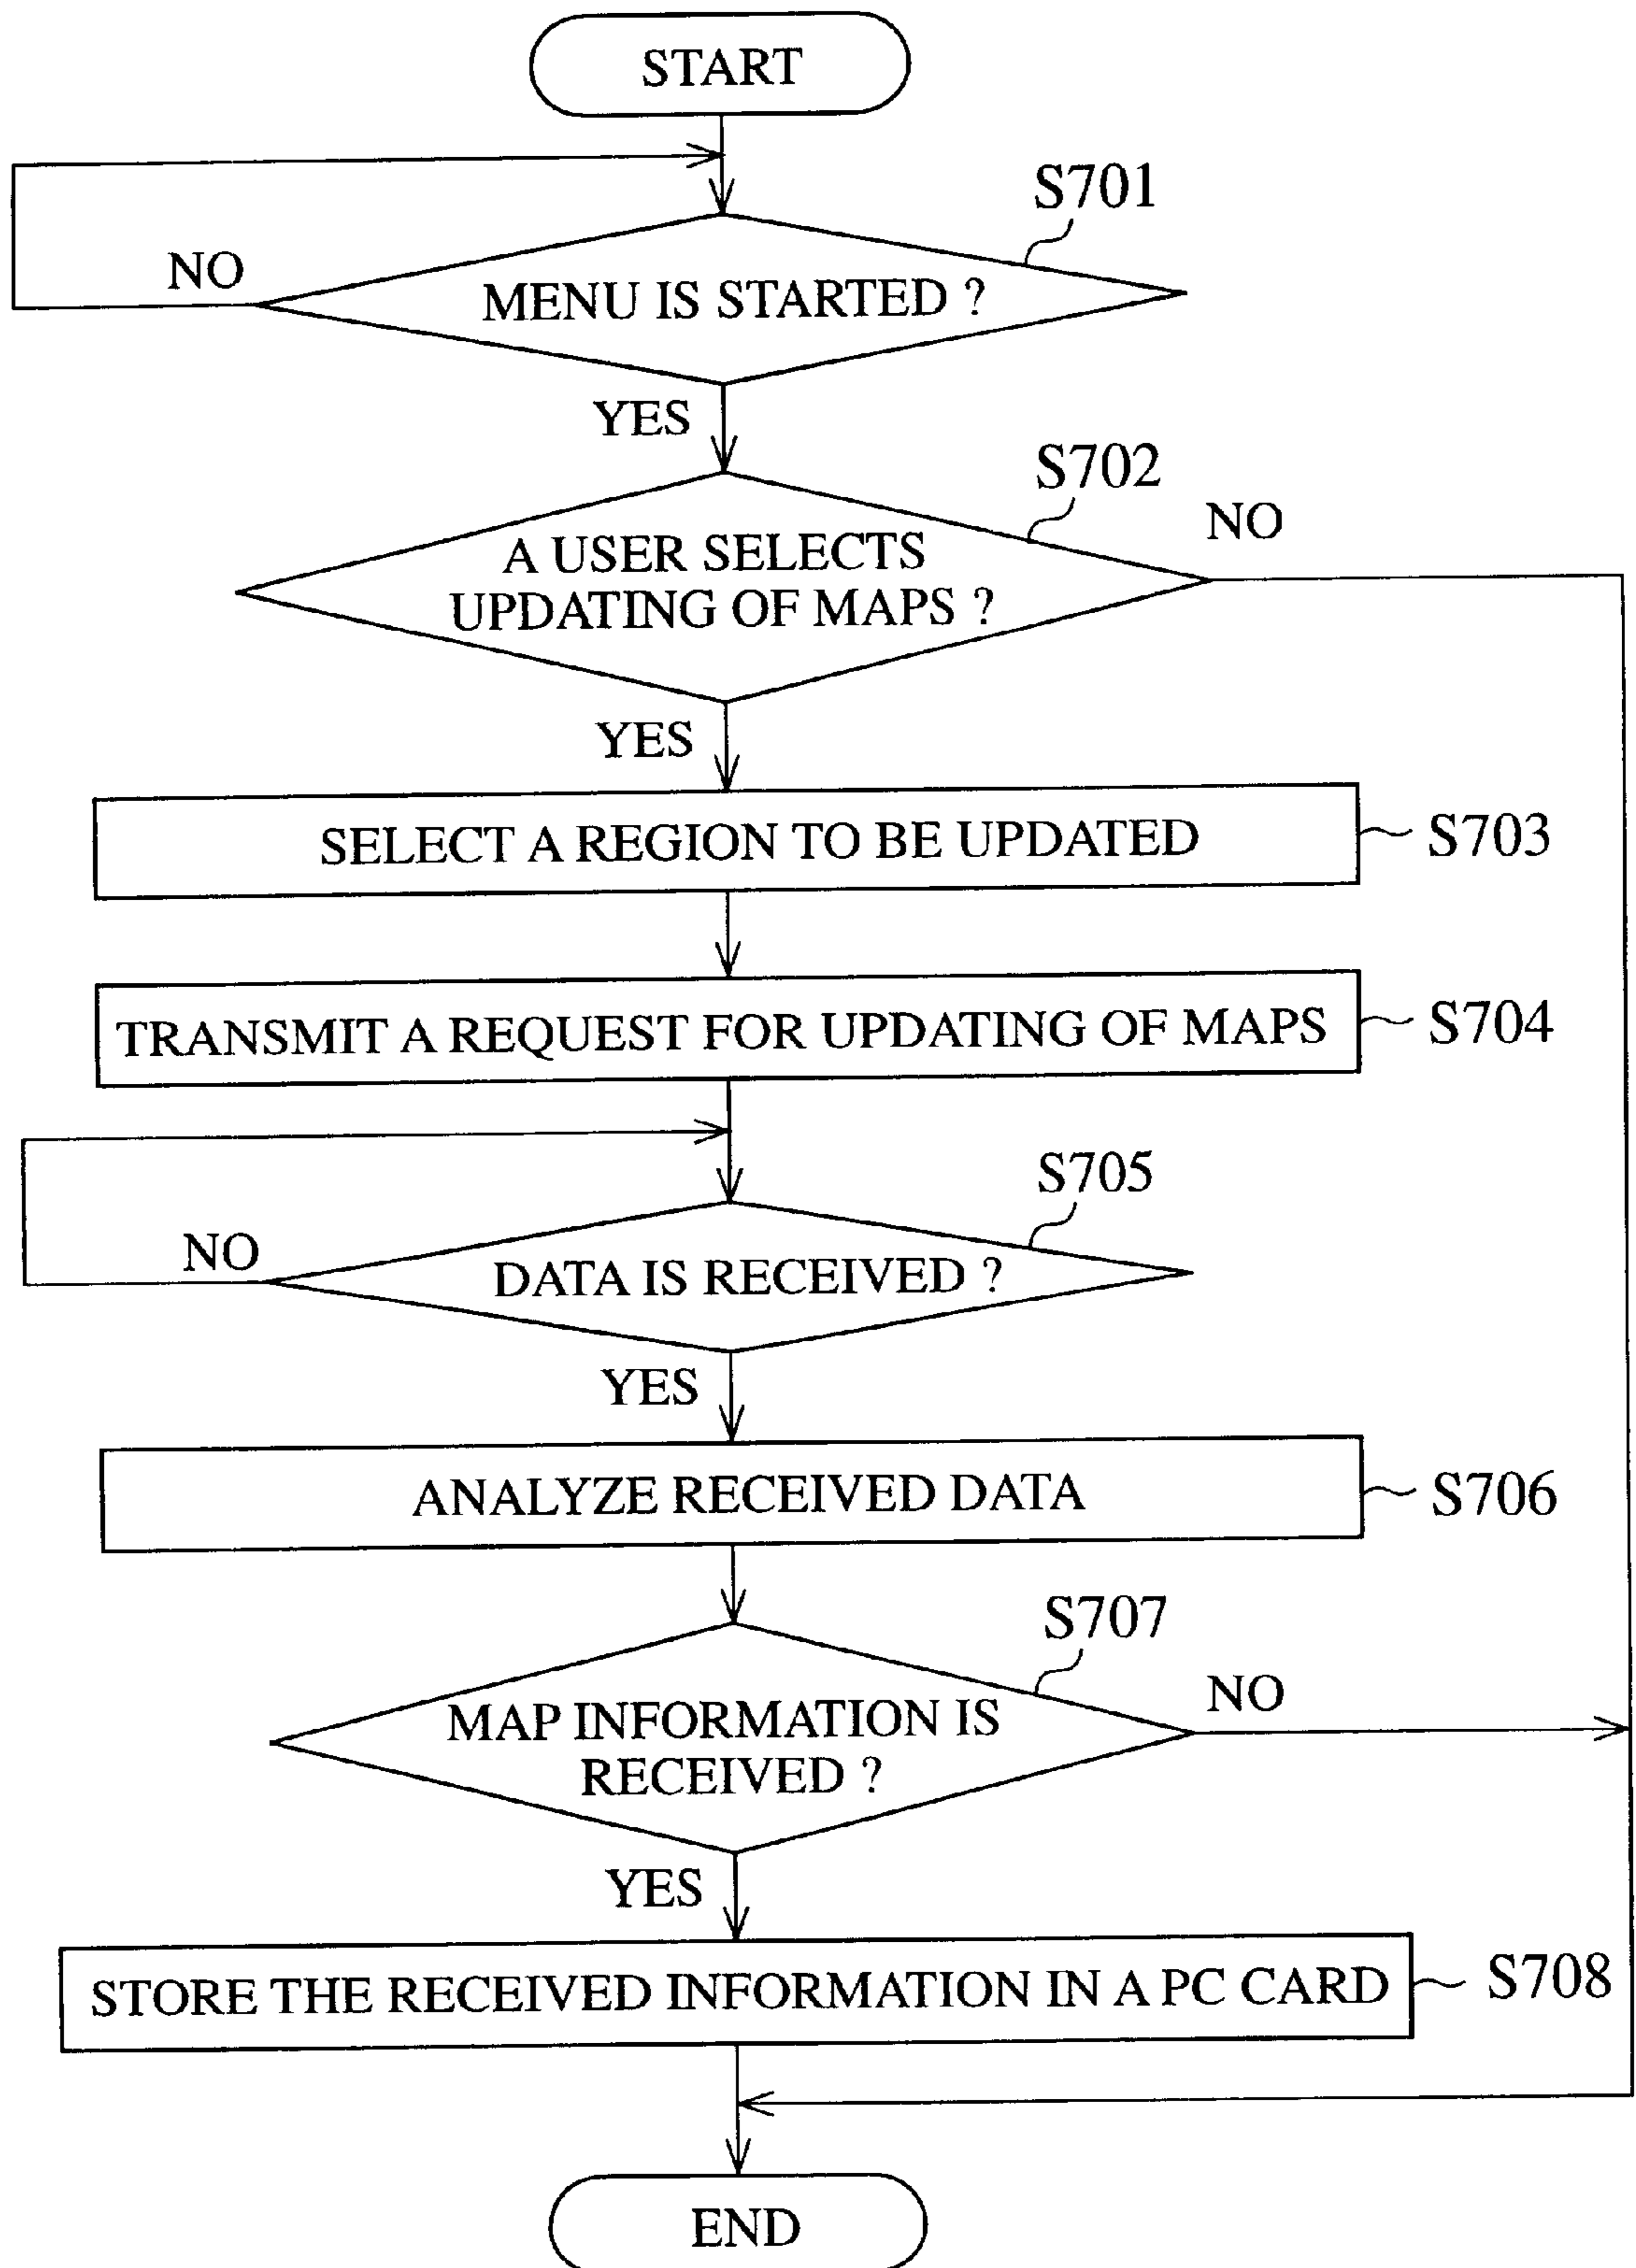 START
S701
NO
MENU IS STARTED ?
YES
S702
NO
A USER SELECTS
UPDATING OF MAPS ?
YES
SELECT A REGION TO BE UPDATED
S703
TRANSMIT A REQUEST FOR UPDATING OF MAPS
S704
S705
NO
DATA IS RECEIVED ?
YES
ANALYZE RECEIVED DATA
S706
S707
NO
MAP INFORMATION IS
RECEIVED ?
YES
STORE THE RECEIVED INFORMATION IN A PC CARD
S708
END